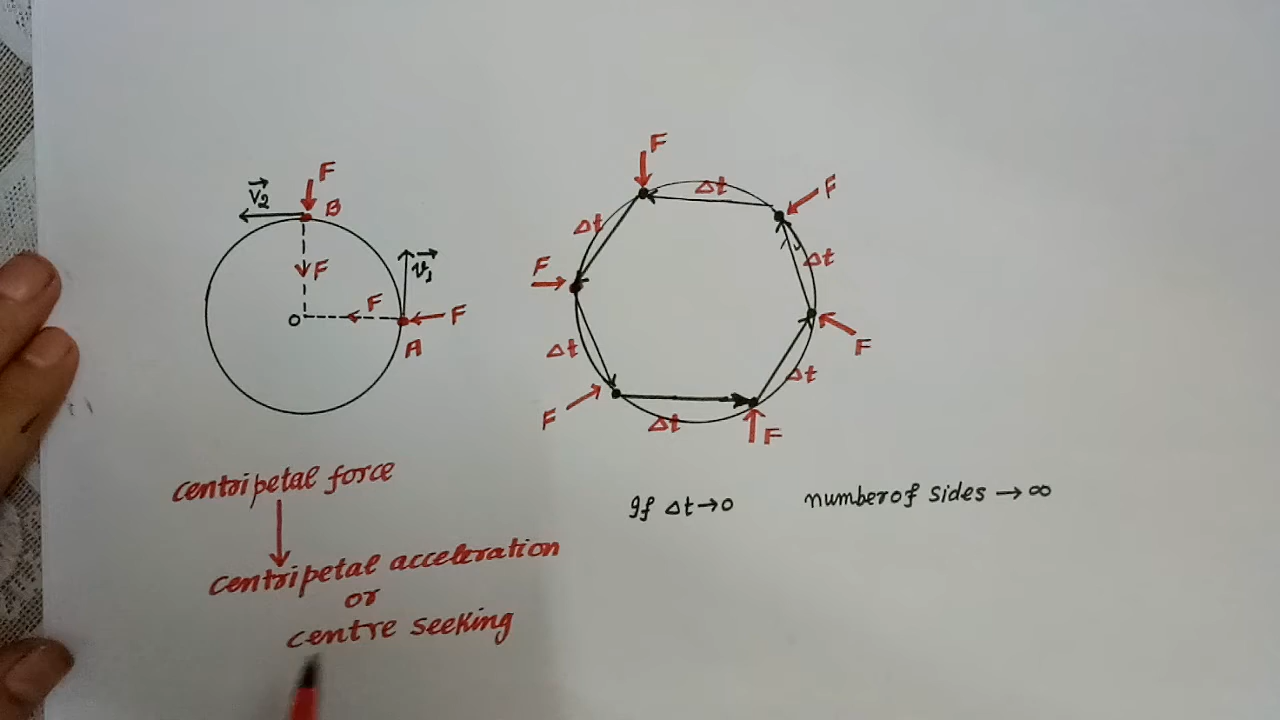 F
V₂
B
F
V₁
F
F
O
A
F
Δt
F
Δt
Δt
F
Δt
F
Δt
F
Δt
F
centripetal force
If Δt→0 number of sides →∞
centripetal acceleration
or
centre seeking